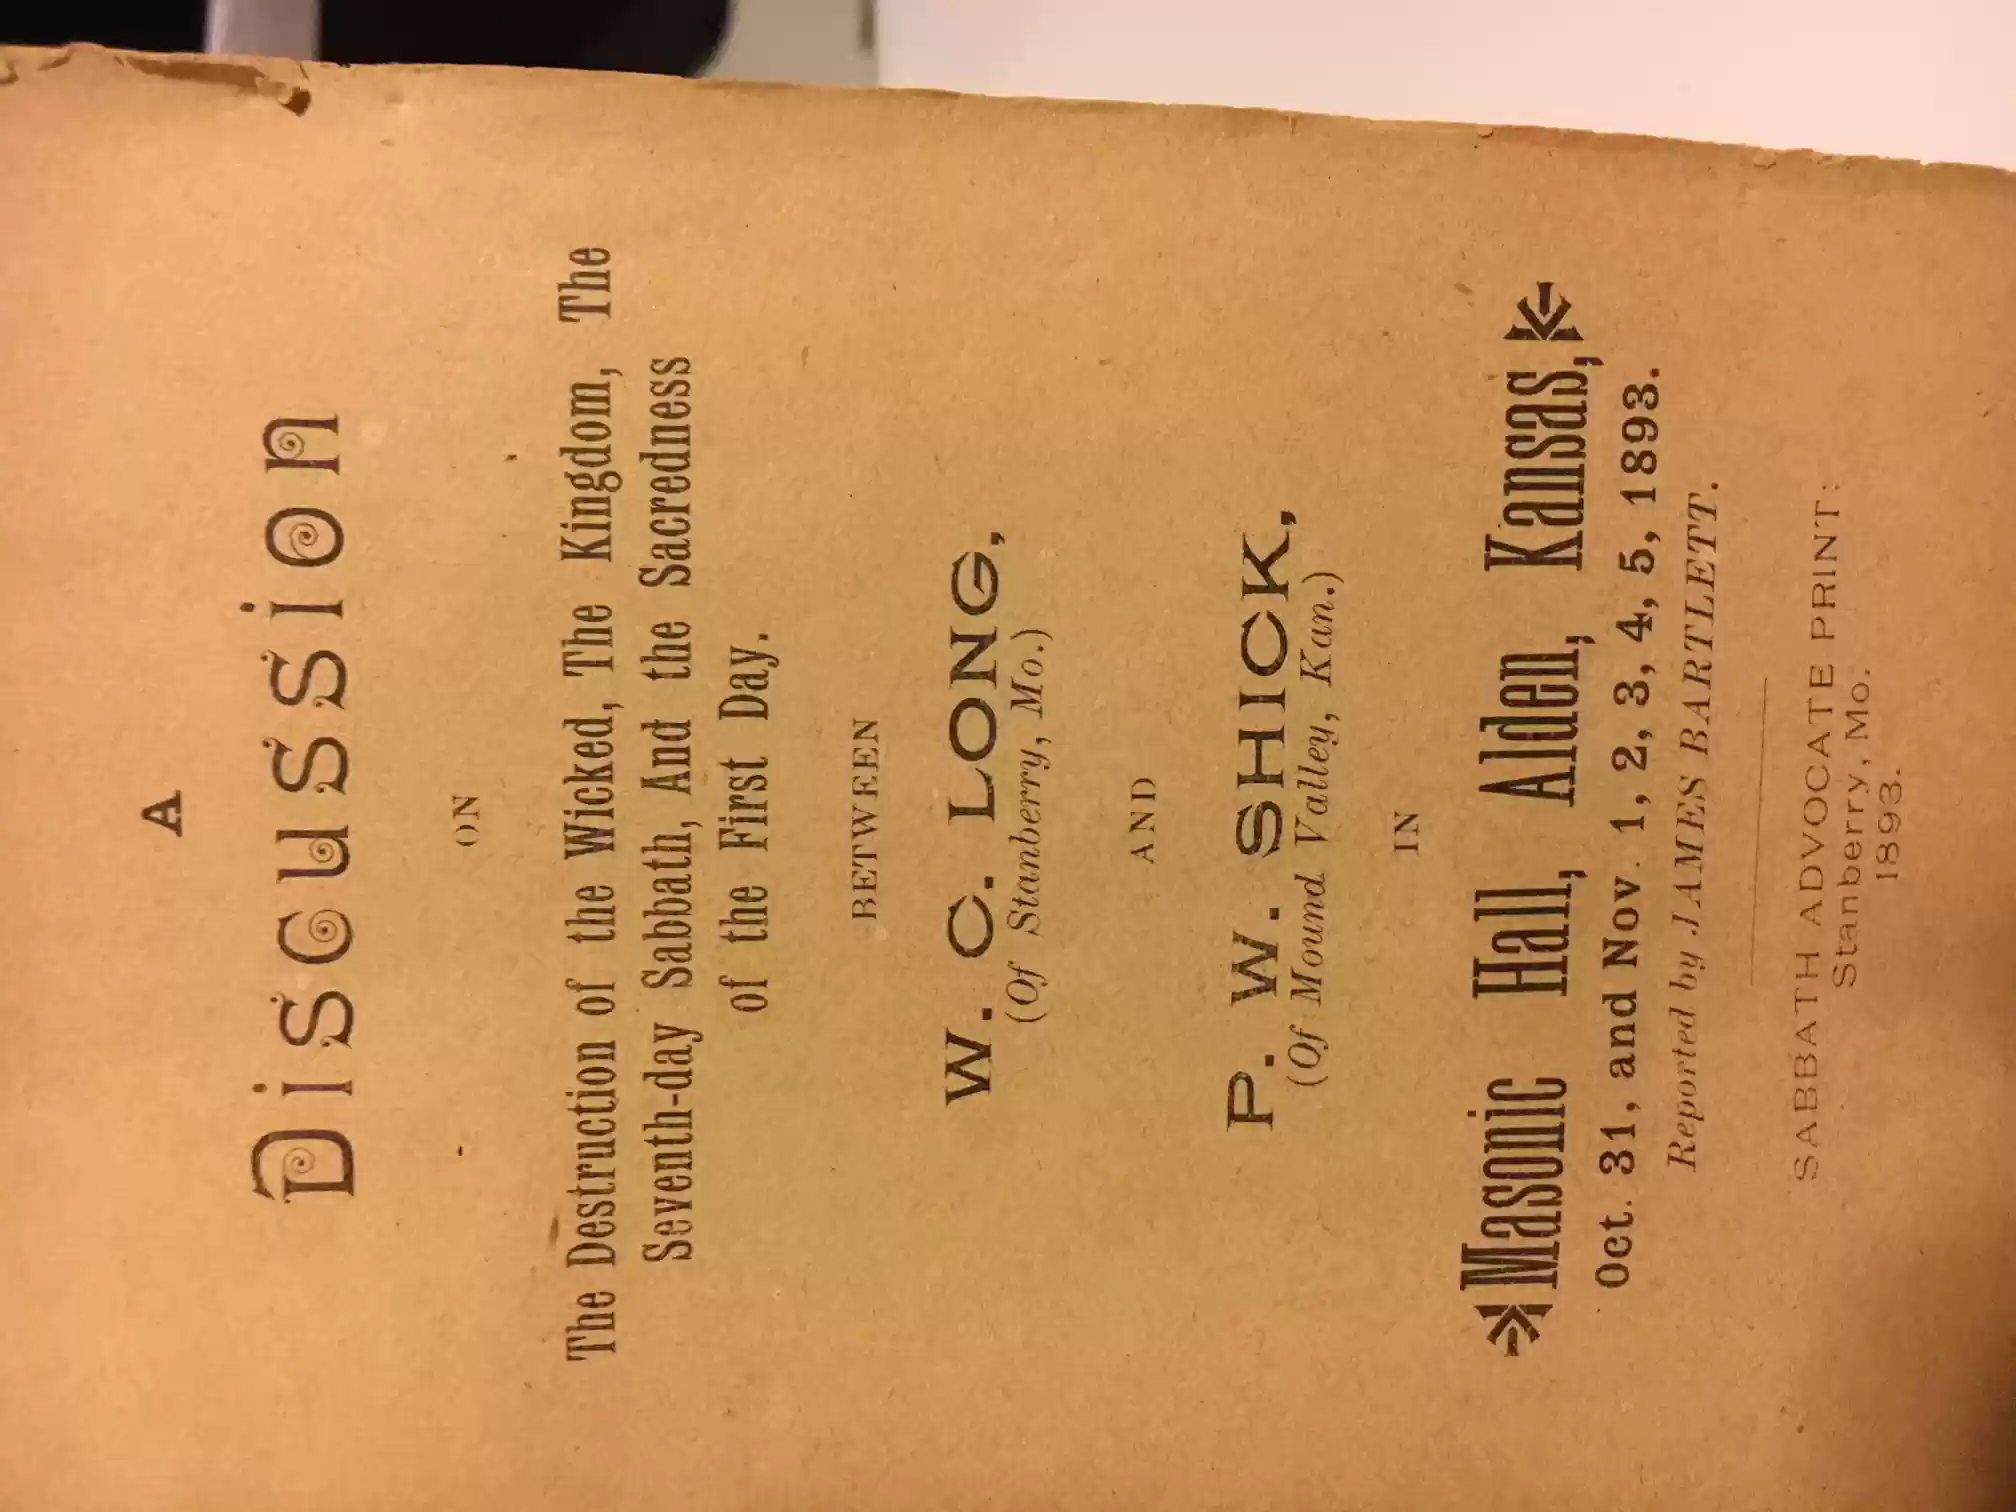 A
Discussion
ON
The Destruction of the Wicked, The Kingdom, The
Seventh-day Sabbath, And the Sacredness
of the First Day.
BETWEEN
W. C. LONG,
(Of Stanberry, Mo.)
AND
P. W. SHICK,
(Of Mound Valley, Kan.)
IN
Masonic Hall, Alden, Kansas,
Oct. 31, and Nov. 1, 2, 3, 4, 5, 1893.
Reported by JAMES BARTLETT.
SABBATH ADVOCATE PRINT:
Stanberry, Mo.
1893.